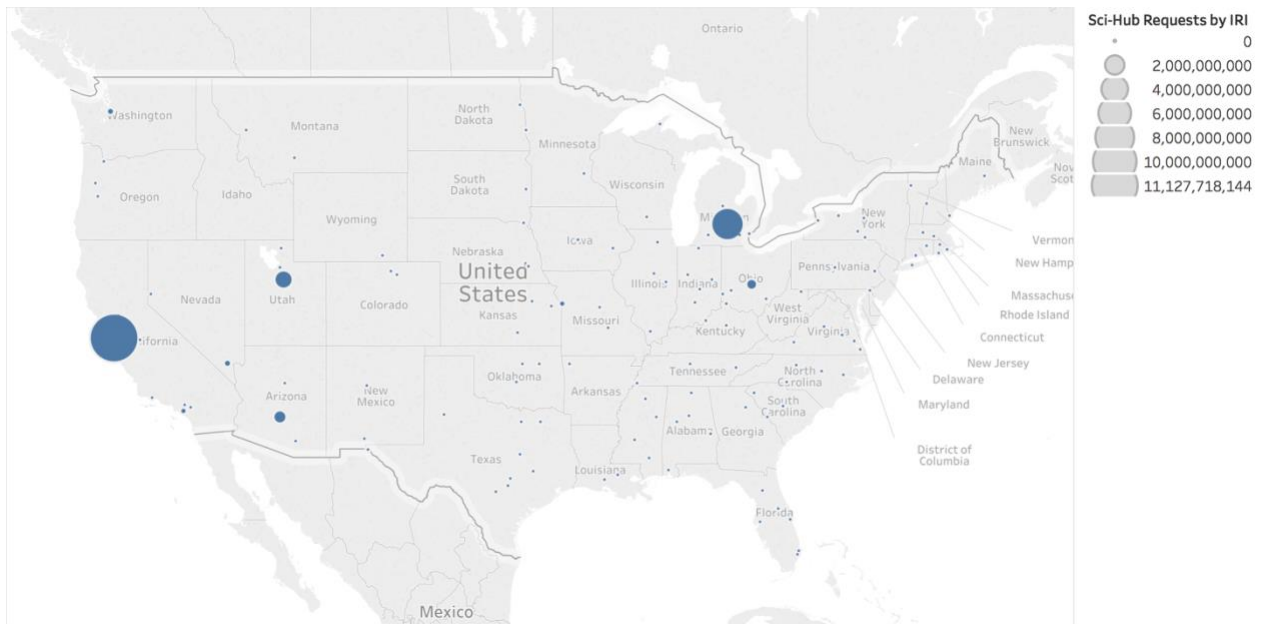 Ontario
Sci-Hub Requests by IRI
0
2,000,000,000
4,000,000,000
6,000,000,000
8,000,000,000
10,000,000,000
11,127,718,144
Washington
Montana
North
Dakota
Minnesota
New
Brunswick
Maine
Nov
Scot
Oregon
Idaho
South
Dakota
Wisconsin
Wyoming
New
York
Vermon
New Hamp
Massachuse
Rhode Island
Connecticut
New Jersey
Delaware
Maryland
District of
Columbia
Iowa
Nebraska
United
States
Illinois
Indiana
Ohio
Pennsylvania
Nevada
Utah
Colorado
Kansas
Missouri
West
Virginia
Kentucky
Virginia
ifornia
Arizona
New
Mexico
Oklahoma
Arkansas
Tennessee
North
Carolina
South
Carolina
Alabama
Georgia
Texas
Louisiana
Florida
Mexico